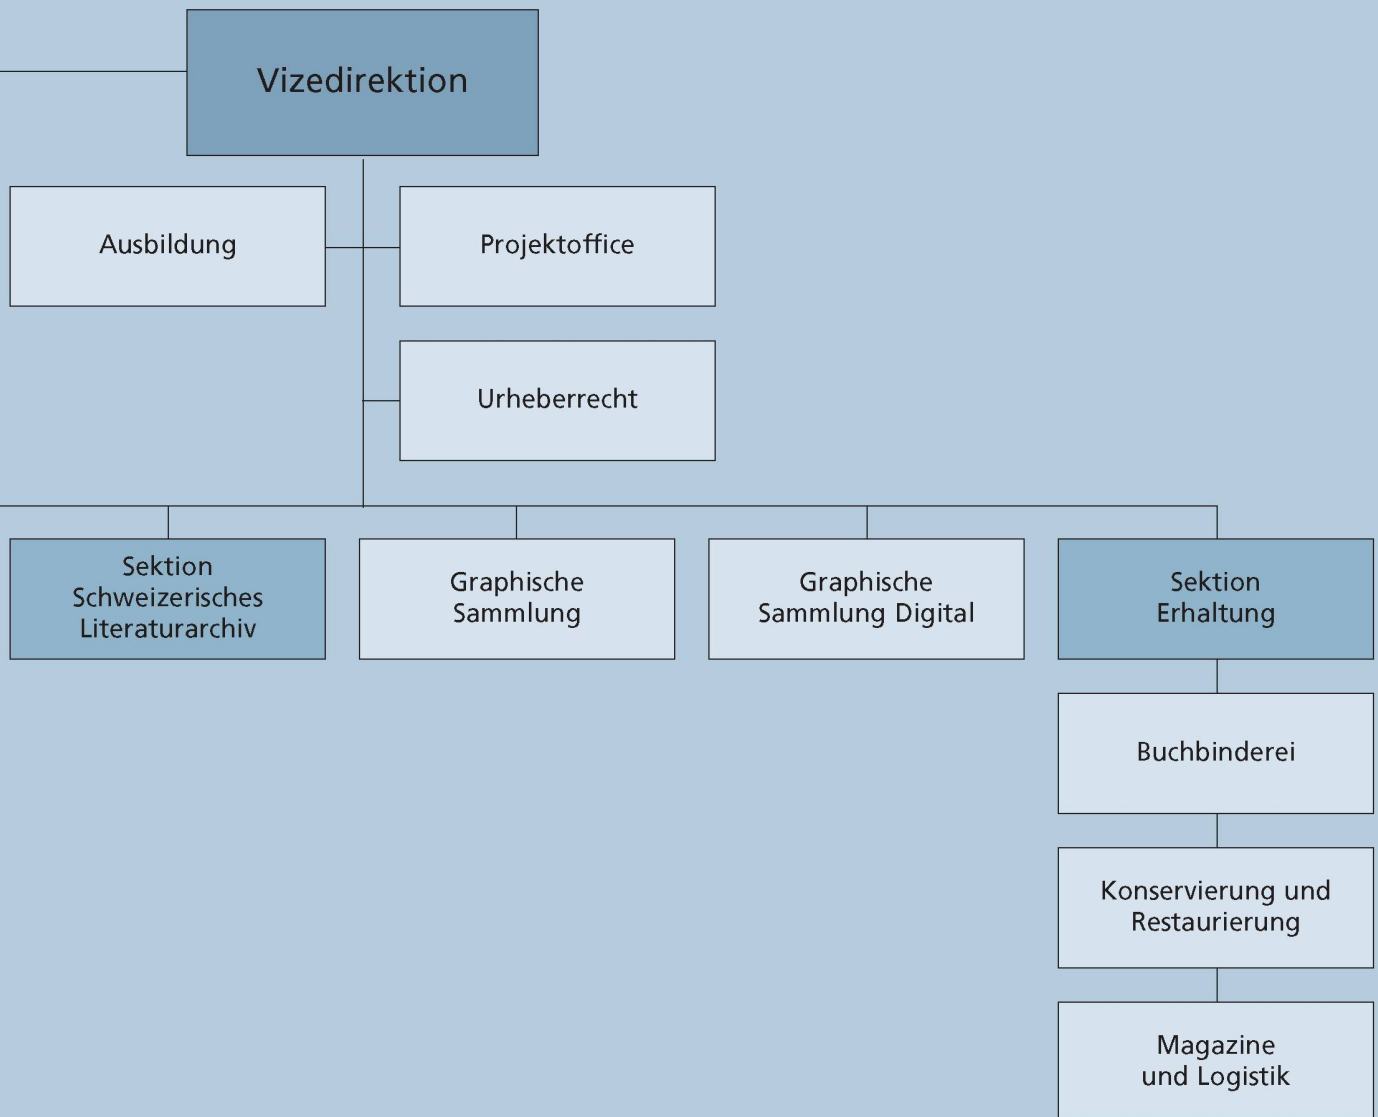 Vizedirektion
Ausbildung
Projektoffice
Urheberrecht
Sektion
Schweizerisches
Literaturarchiv
Graphische
Sammlung
Graphische
Sammlung Digital
Sektion
Erhaltung
Buchbinderei
Konservierung und
Restaurierung
Magazine
und Logistik